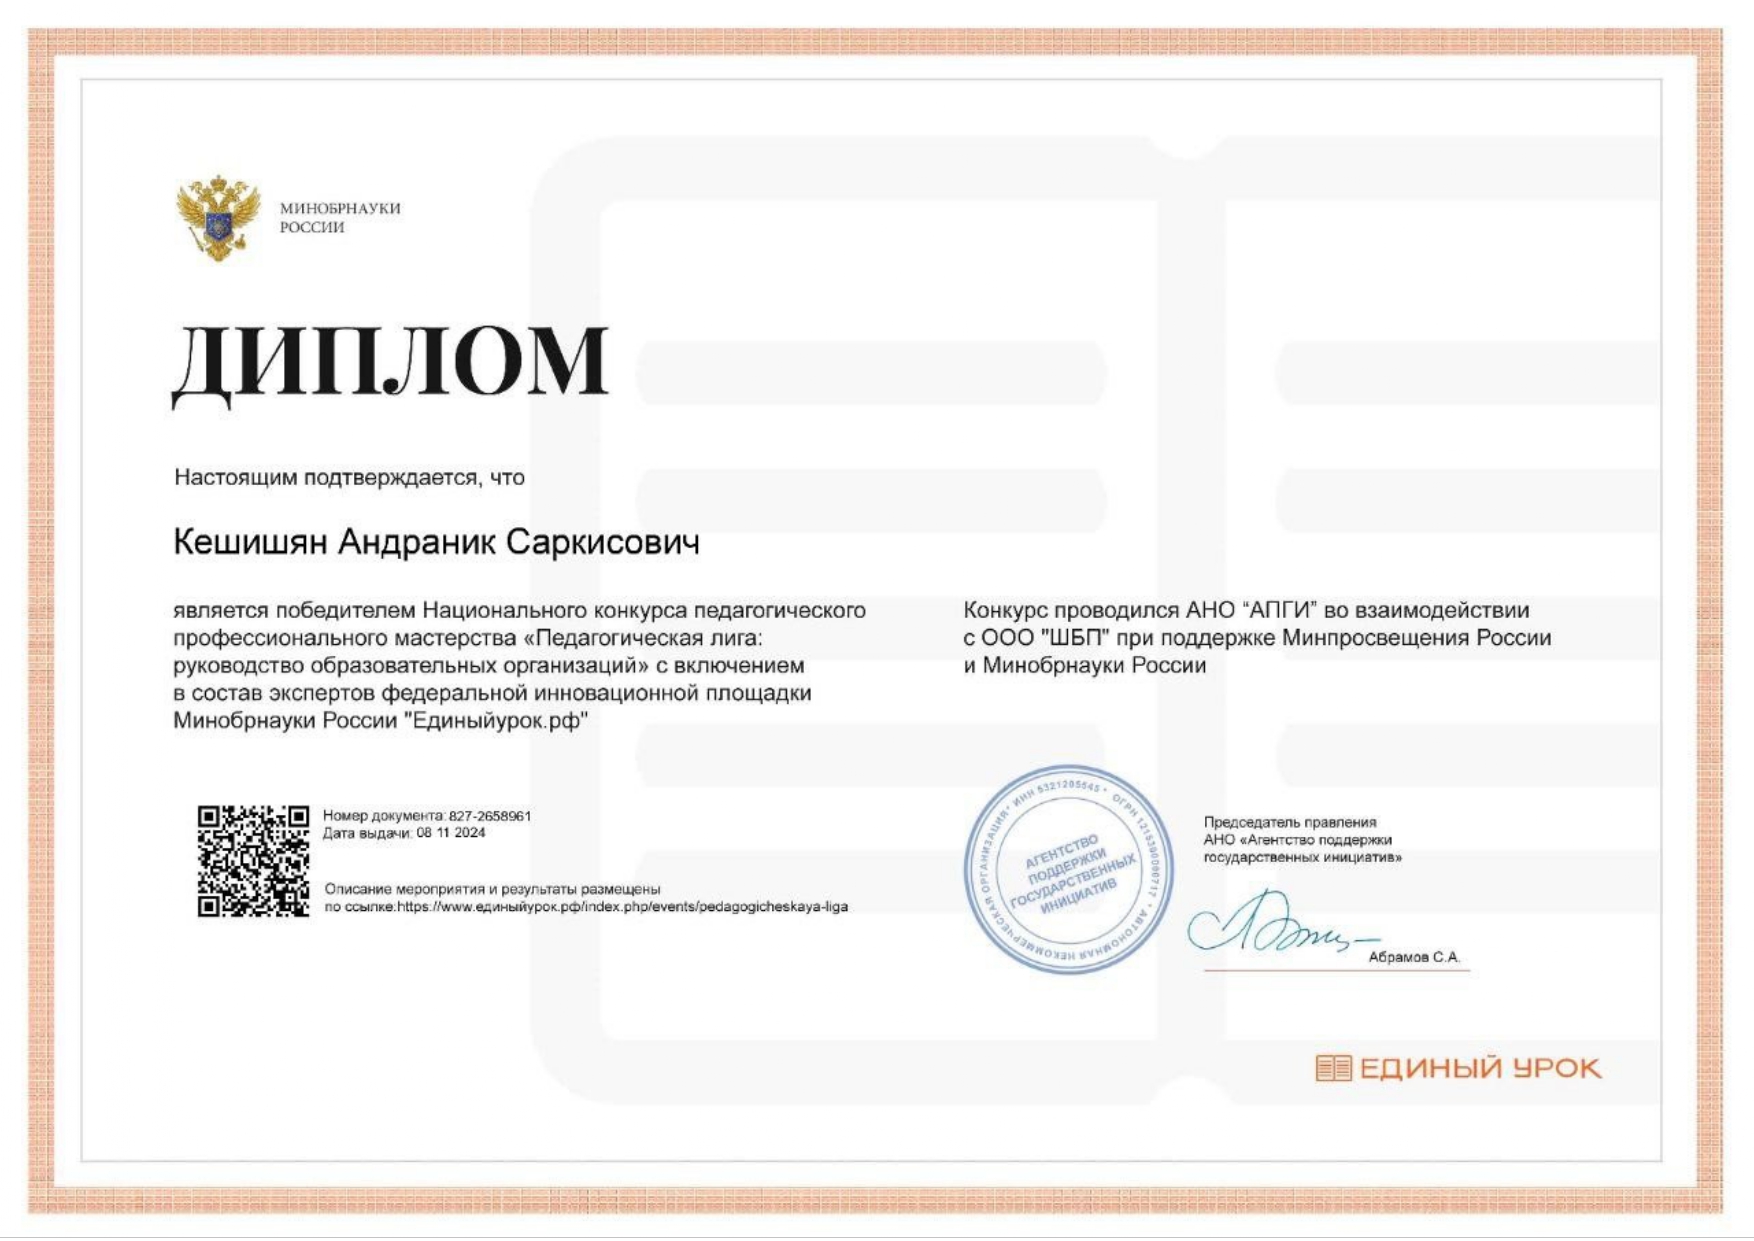 МИНОБРНАУКИ
РОССИИ
ДИПЛОМ
Настоящим подтверждается, что
Кешишян Андраник Саркисович
является победителем Национального конкурса педагогического
профессионального мастерства «Педагогическая лига:
руководство образовательных организаций» с включением
в состав экспертов федеральной инновационной площадки
Минобрнауки России "Единыйурок.рф"
Конкурс проводился АНО “АПГИ” во взаимодействии
с ООО "ШБП" при поддержке Минпросвещения России
и Минобрнауки России
Номер документа: 827-2658961
Дата выдачи: 08 11 2024
Описание мероприятия и результаты размещены
по ссылке:https://www.единыйурок.рф/index.php/events/pedagogicheskaya-liga
АВТОНОМНАЯ НЕКОММЕРЧЕСКАЯ ОРГАНИЗАЦИЯ * ИНН 5321205545 * ОГРН 1215300000717 *
АГЕНТСТВО
ПОДДЕРЖКИ
ГОСУДАРСТВЕННЫХ
ИНИЦИАТИВ
Председатель правления
АНО «Агентство поддержки
государственных инициатив»
Абрамов С.А.
ЕДИНЫЙ УРОК